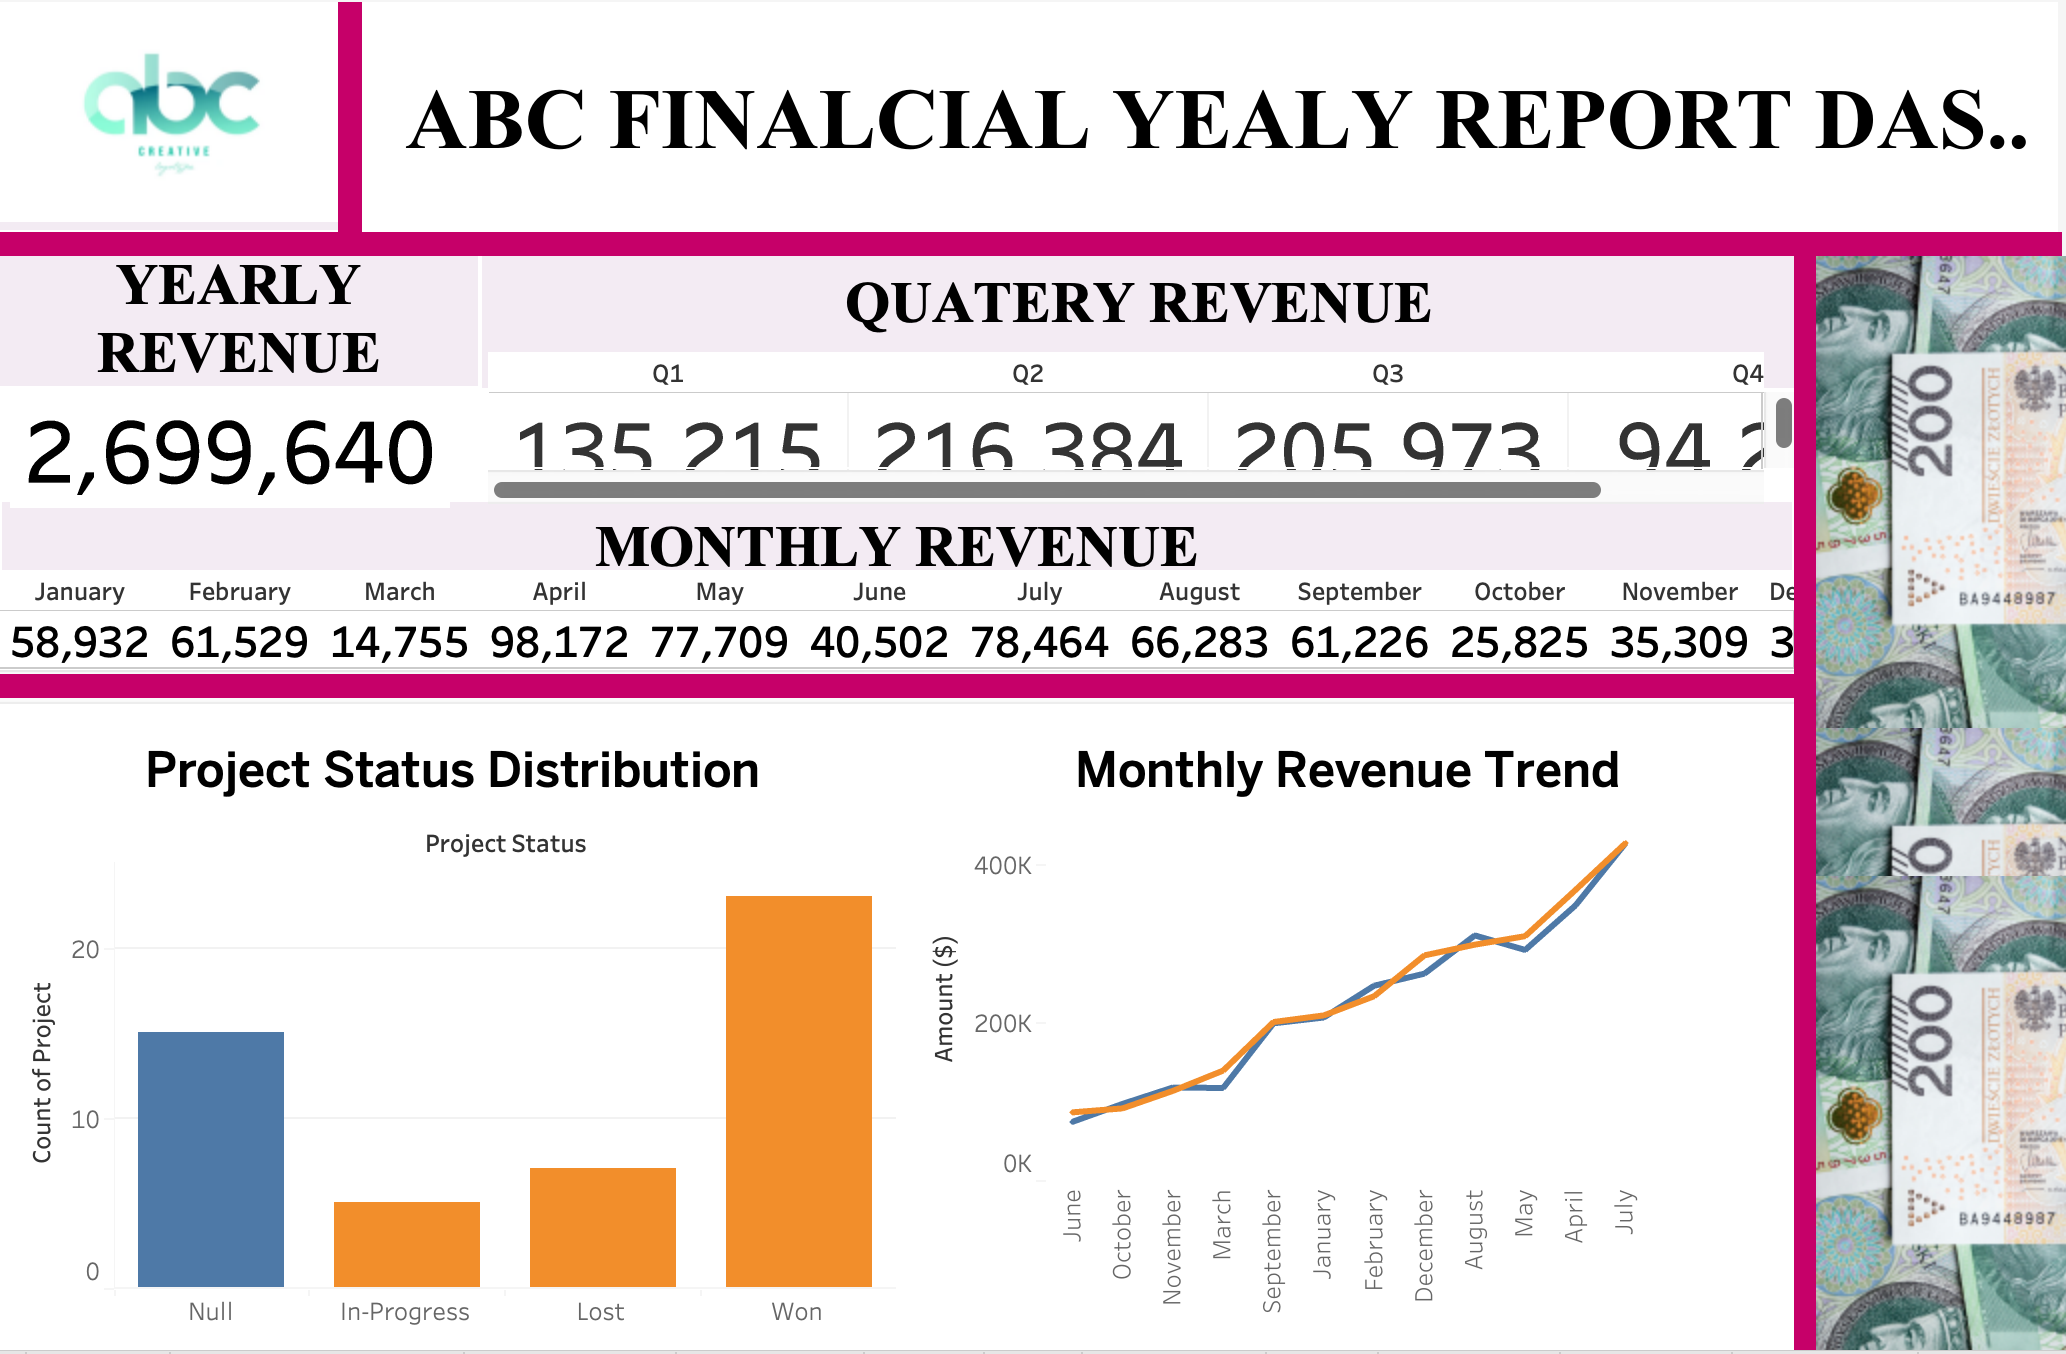 abc
CREATIVE
ABC FINALCIAL YEALY REPORT DAS..
YEARLY
REVENUE
2,699,640
QUATERY REVENUE
Q1 Q2 Q3 Q4
135,215 216,384 205,973 94,2
MONTHLY REVENUE
January February March April May June July August September October November De
58,932 61,529 14,755 98,172 77,709 40,502 78,464 66,283 61,226 25,825 35,309 3
Project Status Distribution
Project Status
Count of Project
20
10
0
Null In-Progress Lost Won
Monthly Revenue Trend
Amount ($)
400K
200K
0K
June October November March September January February December August May April July
3647
200
DWIEŚCIE ZŁOTYCH
BA9448987
3647
0
3647
200
DWIEŚCIE ZŁOTYCH
BA9448987